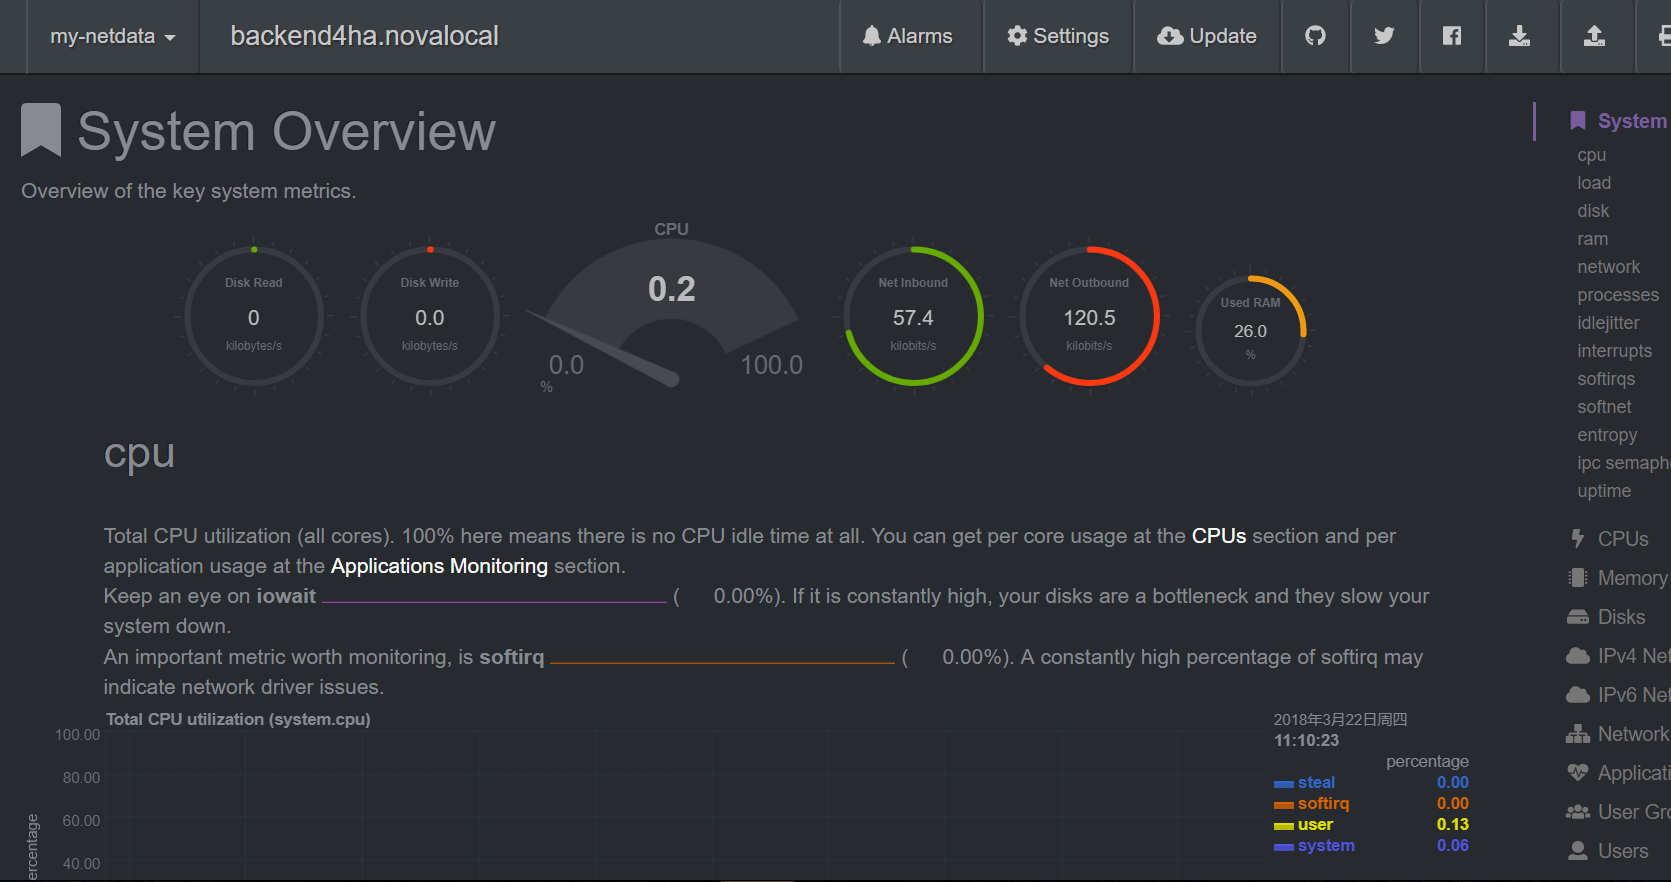 my-netdata
backend4ha.novalocal
Alarms
Settings
Update
System Overview
Overview of the key system metrics.
Disk Read
0
kilobytes/s
Disk Write
0.0
kilobytes/s
CPU
0.2
0.0
100.0
%
Net Inbound
57.4
kilobits/s
Net Outbound
120.5
kilobits/s
Used RAM
26.0
%
cpu
Total CPU utilization (all cores). 100% here means there is no CPU idle time at all. You can get per core usage at the CPUs section and per
application usage at the Applications Monitoring section.
Keep an eye on iowait ( 0.00%). If it is constantly high, your disks are a bottleneck and they slow your
system down.
An important metric worth monitoring, is softirq ( 0.00%). A constantly high percentage of softirq may
indicate network driver issues.
Total CPU utilization (system.cpu)
100.00
80.00
60.00
40.00
ercentage
2018年3月22日周四
11:10:23
percentage
steal 0.00
softirq 0.00
user 0.13
system 0.06
System
cpu
load
disk
ram
network
processes
idlejitter
interrupts
softirqs
softnet
entropy
ipc semaph
uptime
CPUs
Memory
Disks
IPv4 Net
IPv6 Net
Network
Applicati
User Gro
Users